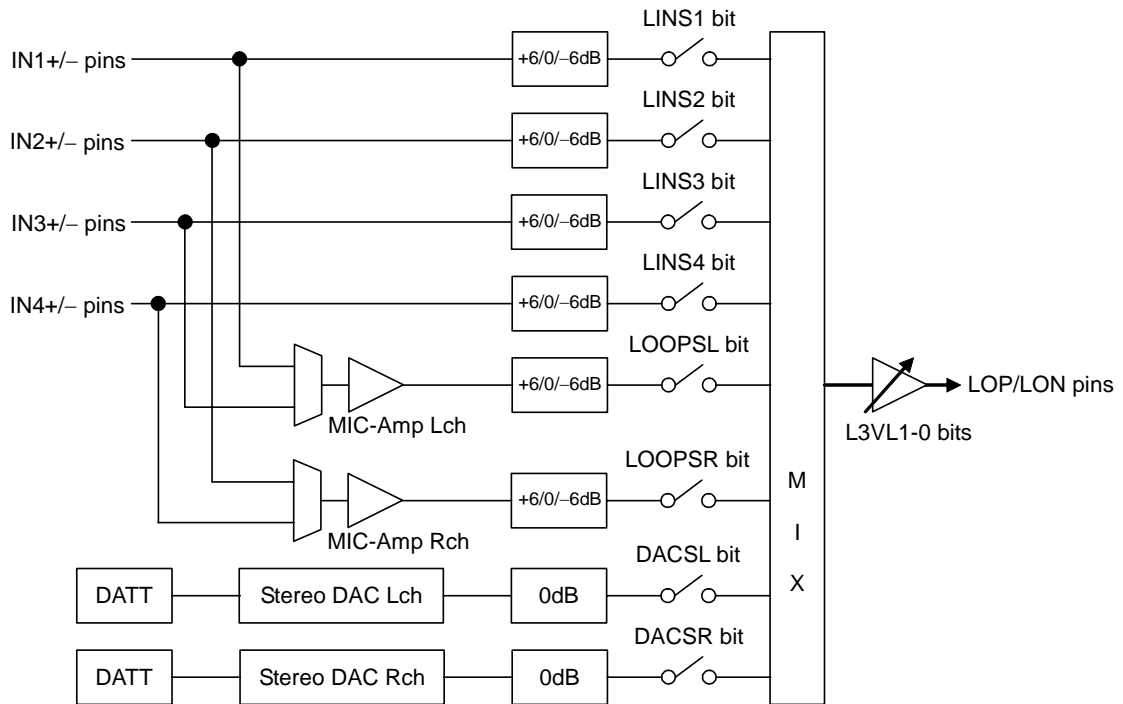 LINS1 bit
IN1+/− pins
+6/0/−6dB
LINS2 bit
IN2+/− pins
+6/0/−6dB
LINS3 bit
IN3+/− pins
+6/0/−6dB
LINS4 bit
IN4+/− pins
+6/0/−6dB
LOOPSL bit
+6/0/−6dB
LOP/LON pins
MIC-Amp Lch
L3VL1-0 bits
LOOPSR bit
+6/0/−6dB
MIC-Amp Rch
M
I
X
DACSL bit
DATT
Stereo DAC Lch
0dB
DACSR bit
DATT
Stereo DAC Rch
0dB